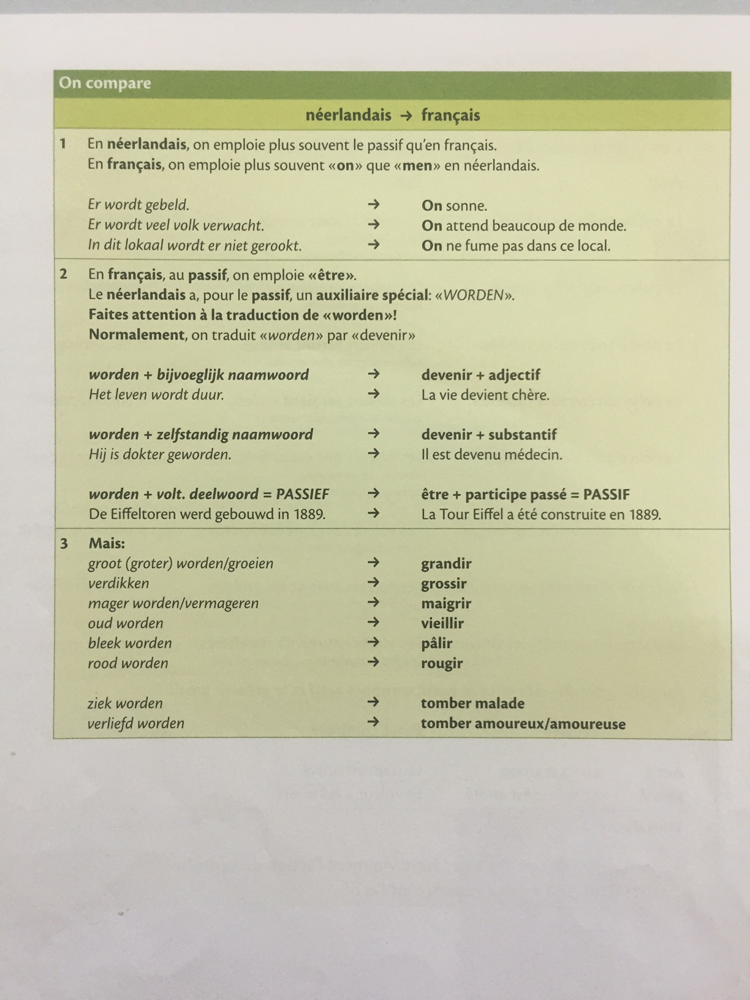 On compare
néerlandais → français
1 En néerlandais, on emploie plus souvent le passif qu'en français.
En français, on emploie plus souvent «on» que «men» en néerlandais.
Er wordt gebeld. → On sonne.
Er wordt veel volk verwacht. → On attend beaucoup de monde.
In dit lokaal wordt er niet gerookt. → On ne fume pas dans ce local.
2 En français, au passif, on emploie «être».
Le néerlandais a, pour le passif, un auxiliaire spécial: «WORDEN».
Faites attention à la traduction de «worden»!
Normalement, on traduit «worden» par «devenir»
worden + bijvoeglijk naamwoord → devenir + adjectif
Het leven wordt duur. → La vie devient chère.
worden + zelfstandig naamwoord → devenir + substantif
Hij is dokter geworden. → Il est devenu médecin.
worden + volt. deelwoord = PASSIEF → être + participe passé = PASSIF
De Eiffeltoren werd gebouwd in 1889. → La Tour Eiffel a été construite en 1889.
3 Mais:
groot (groter) worden/groeien → grandir
verdikken → grossir
mager worden/vermageren → maigrir
oud worden → vieillir
bleek worden → pâlir
rood worden → rougir
ziek worden → tomber malade
verliefd worden → tomber amoureux/amoureuse